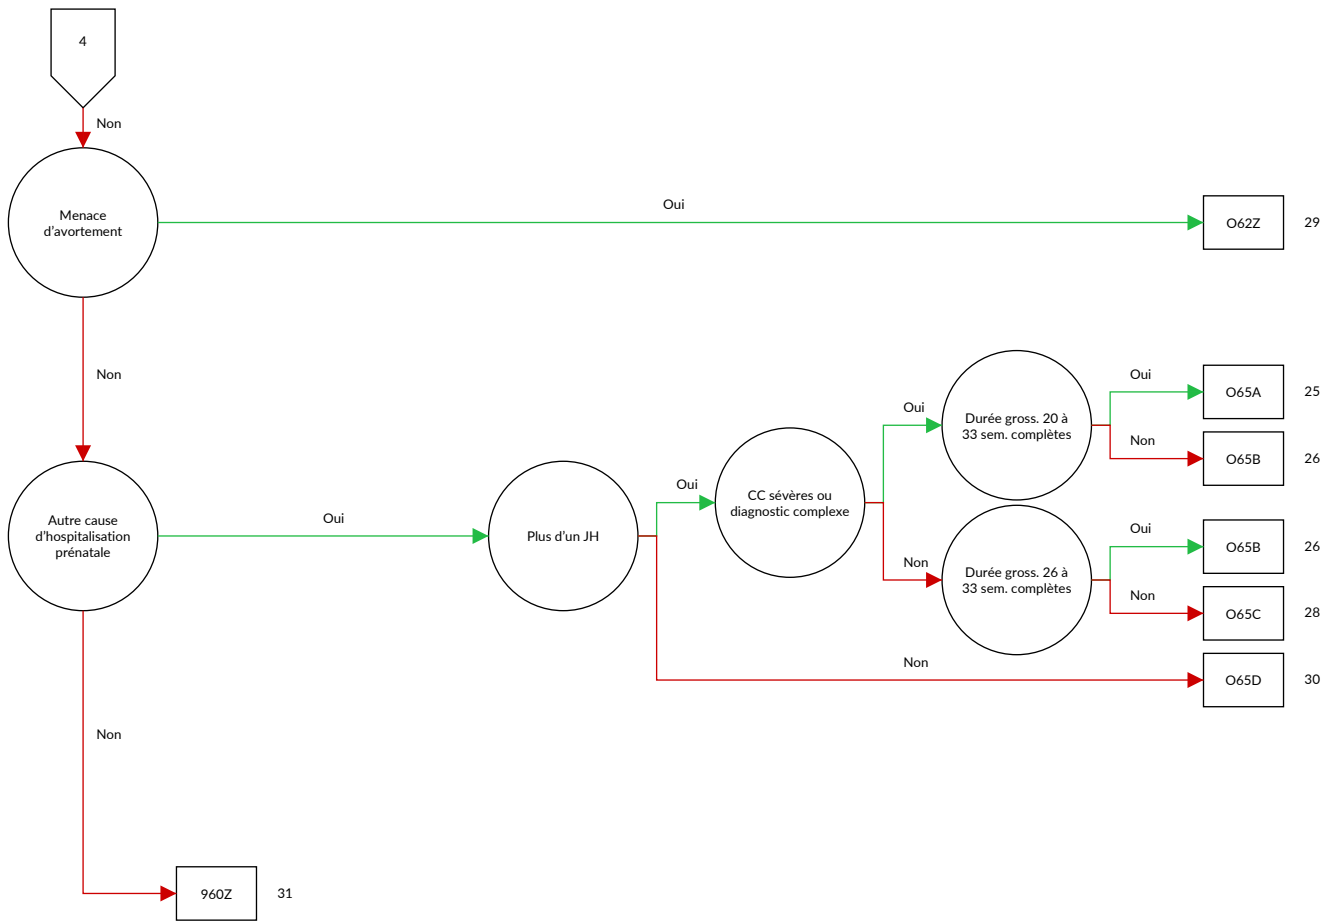 4
Non
Menace
d'avortement
Oui
O62Z
29
Non
Autre cause
d'hospitalisation
prénatale
Oui
Plus d'un JH
Oui
CC sévères ou
diagnostic complexe
Oui
Durée gross. 20 à
33 sem. complètes
Oui
O65A
25
Non
O65B
26
Non
Durée gross. 26 à
33 sem. complètes
Oui
O65B
26
Non
O65C
28
Non
O65D
30
Non
960Z
31